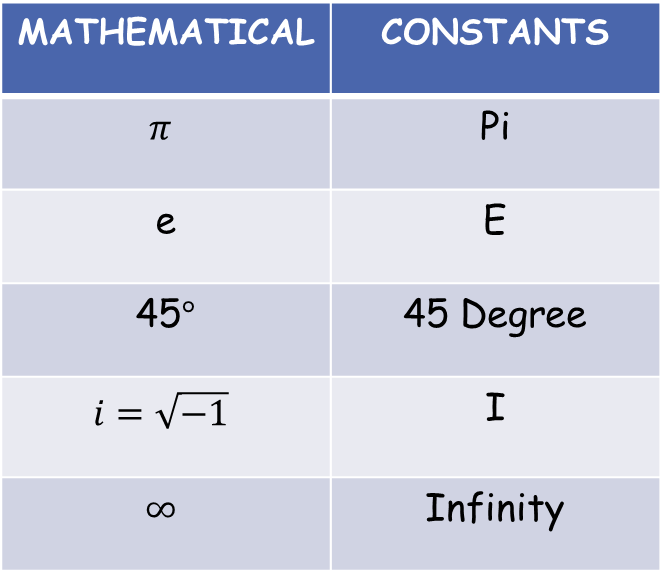 MATHEMATICAL CONSTANTS
π Pi
e E
45° 45 Degree
i = √−1 I
∞ Infinity